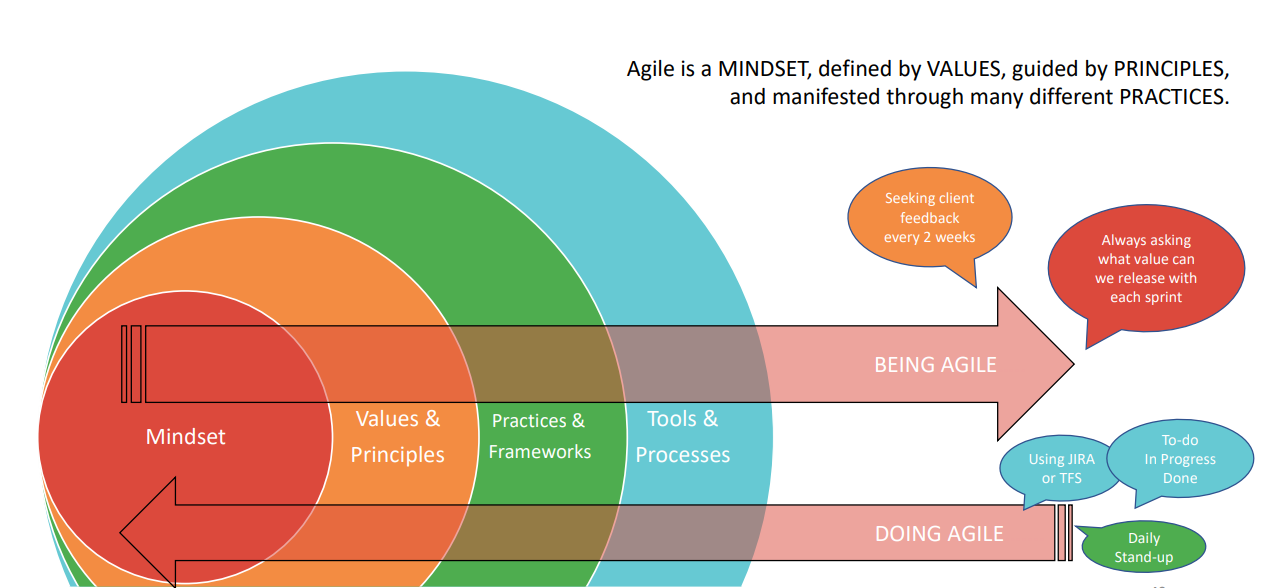 Agile is a MINDSET, defined by VALUES, guided by PRINCIPLES,
and manifested through many different PRACTICES.
Seeking client
feedback
every 2 weeks
Always asking
what value can
we release with
each sprint
BEING AGILE
Mindset
Values &
Principles
Practices &
Frameworks
Tools &
Processes
Using JIRA
or TFS
To-do
In Progress
Done
DOING AGILE
Daily
Stand-up